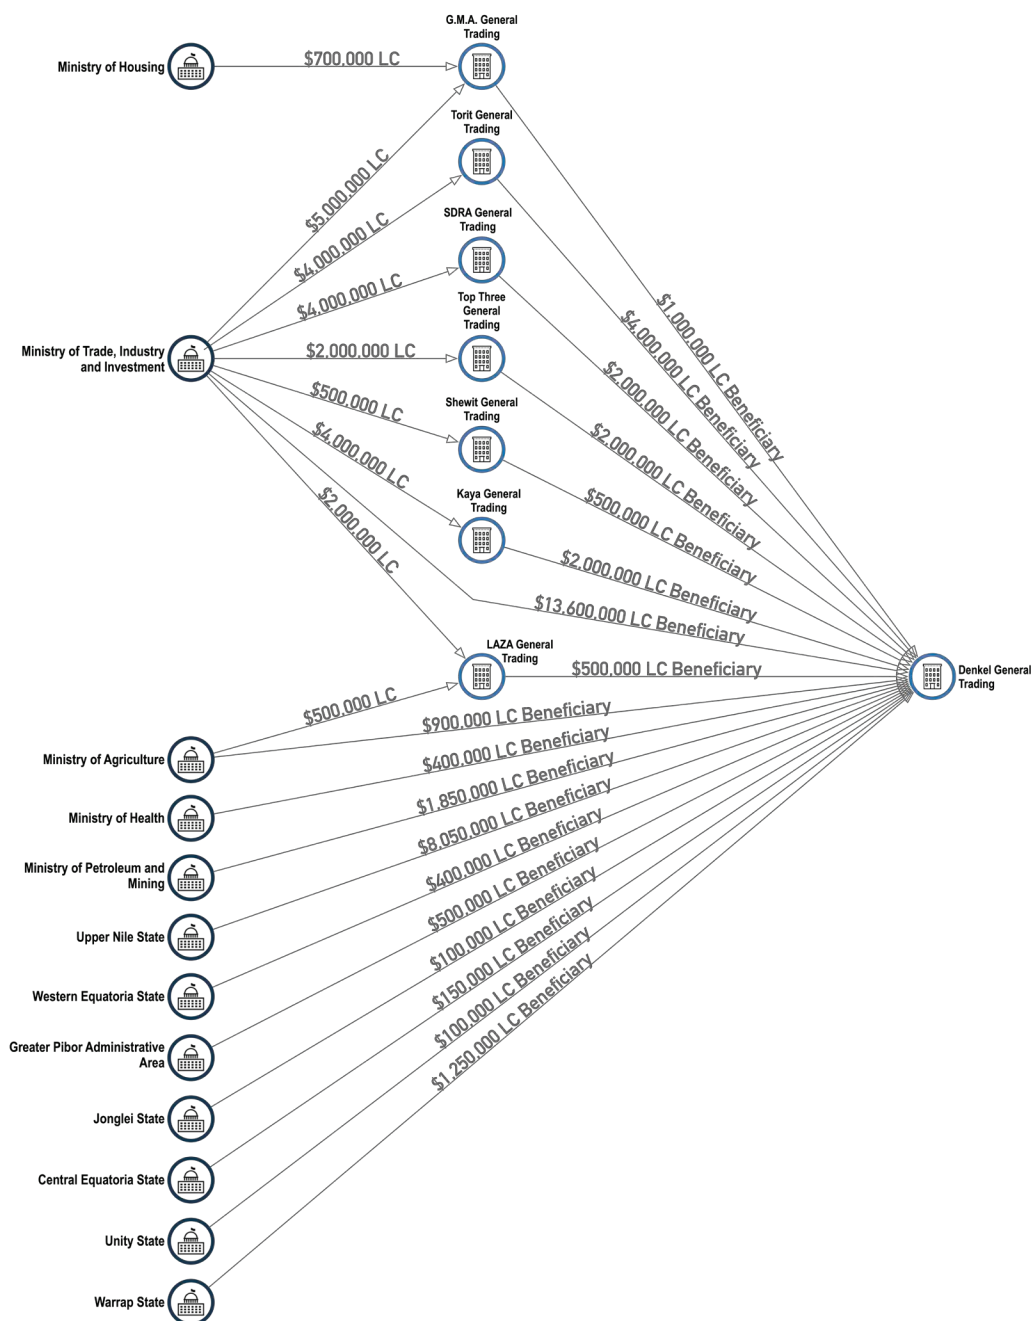 G.M.A. General
Trading
Ministry of Housing
$700,000 LC
Torit General
Trading
$5,000,000 LC
$4,000,000 LC
SDRA General
Trading
$4,000,000 LC
Top Three
General
Trading
$1,000,000 LC Beneficiary
$4,000,000 LC Beneficiary
Ministry of Trade, Industry
and Investment
$2,000,000 LC
$2,000,000 LC Beneficiary
$500,000 LC
Shewit General
Trading
$2,000,000 LC Beneficiary
$4,000,000 LC
$500,000 LC Beneficiary
$2,000,000 LC
Kaya General
Trading
$2,000,000 LC Beneficiary
$13,600,000 LC Beneficiary
LAZA General
Trading
$500,000 LC Beneficiary
Denkel General
Trading
$500,000 LC
$900,000 LC Beneficiary
Ministry of Agriculture
$400,000 LC Beneficiary
Ministry of Health
$1,850,000 LC Beneficiary
Ministry of Petroleum and
Mining
$8,050,000 LC Beneficiary
Upper Nile State
$400,000 LC Beneficiary
Western Equatoria State
$500,000 LC Beneficiary
Greater Pibor Administrative
Area
$100,000 LC Beneficiary
Jonglei State
$150,000 LC Beneficiary
Central Equatoria State
$100,000 LC Beneficiary
Unity State
$1,250,000 LC Beneficiary
Warrap State